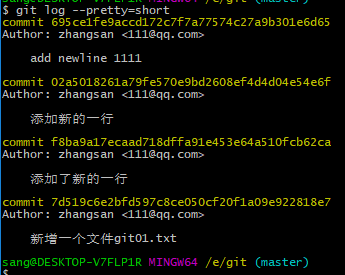 $ git log --pretty=short
commit 695ce1fe9accd172c7f7a77574c27a9b301e6d65
Author: zhangsan <111@qq.com>
add newline 1111
commit 02a5018261a79fe570e9bd2608ef4d4d04e54e6f
Author: zhangsan <111@qq.com>
添加新的一行
commit f8ba9a17ecaad718dffa91e453e64a510fcb62ca
Author: zhangsan <111@qq.com>
添加了新的一行
commit 7d519c6e2bfd597c8ce050cf20f1a09e922818e7
Author: zhangsan <111@qq.com>
新增一个文件git01.txt
sang@DESKTOP-V7FLP1R MINGW64 /e/git (master)
$